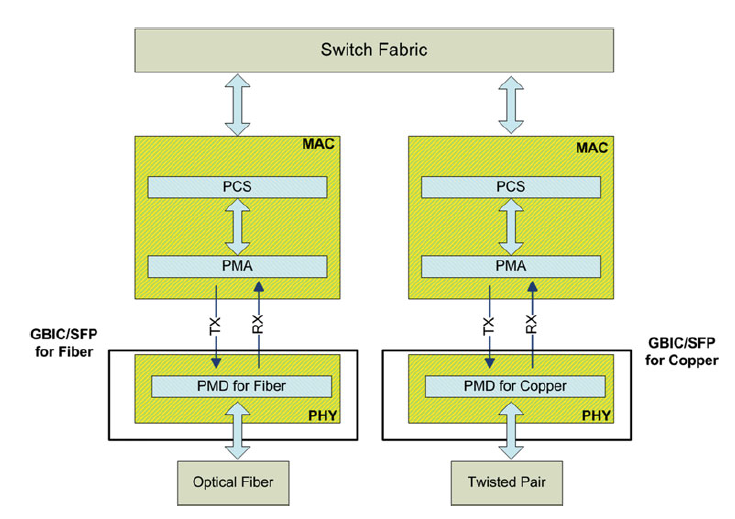 Switch Fabric
MAC
MAC
PCS
PCS
PMA
PMA
TX
RX
TX
RX
GBIC/SFP
for Fiber
GBIC/SFP
for Copper
PMD for Fiber
PMD for Copper
PHY
PHY
Optical Fiber
Twisted Pair